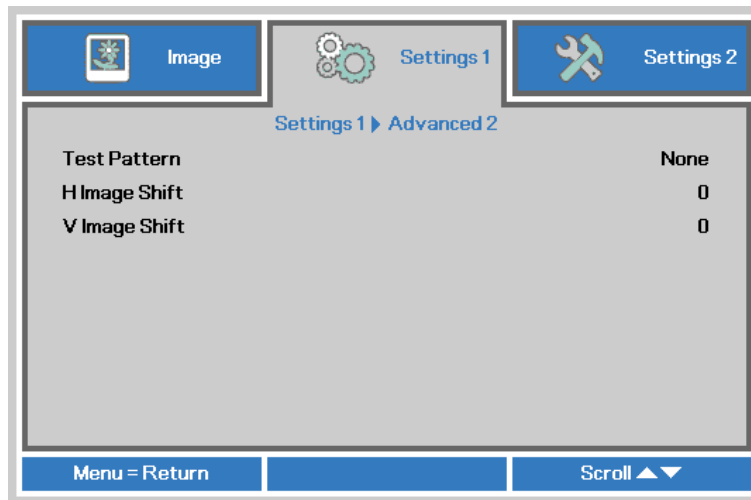 Image
Settings 1
Settings 2
Settings 1 ▶ Advanced 2
Test Pattern None
H Image Shift 0
V Image Shift 0
Menu = Return
Scroll ▲▼